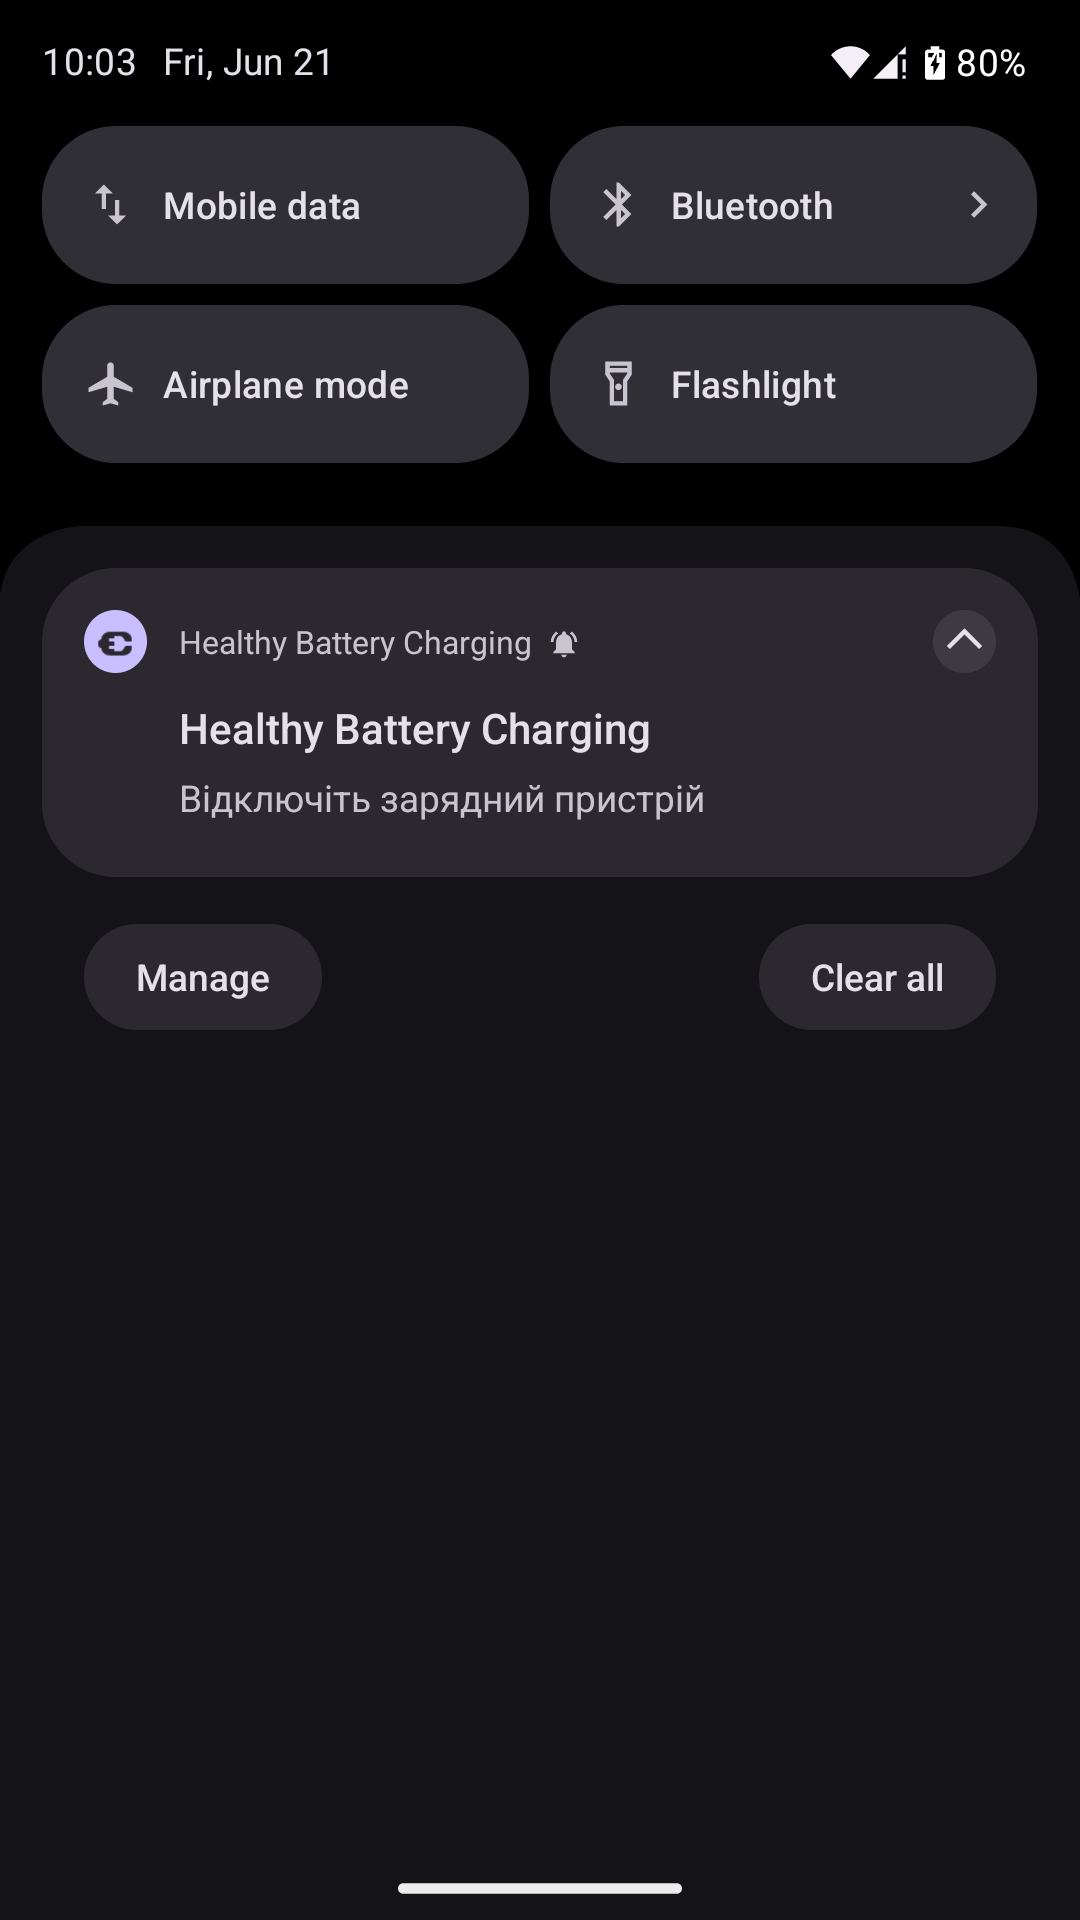 10:03 Fri, Jun 21 80%
Mobile data
Bluetooth
Airplane mode
Flashlight
Healthy Battery Charging
Healthy Battery Charging
Відключіть зарядний пристрій
Manage
Clear all